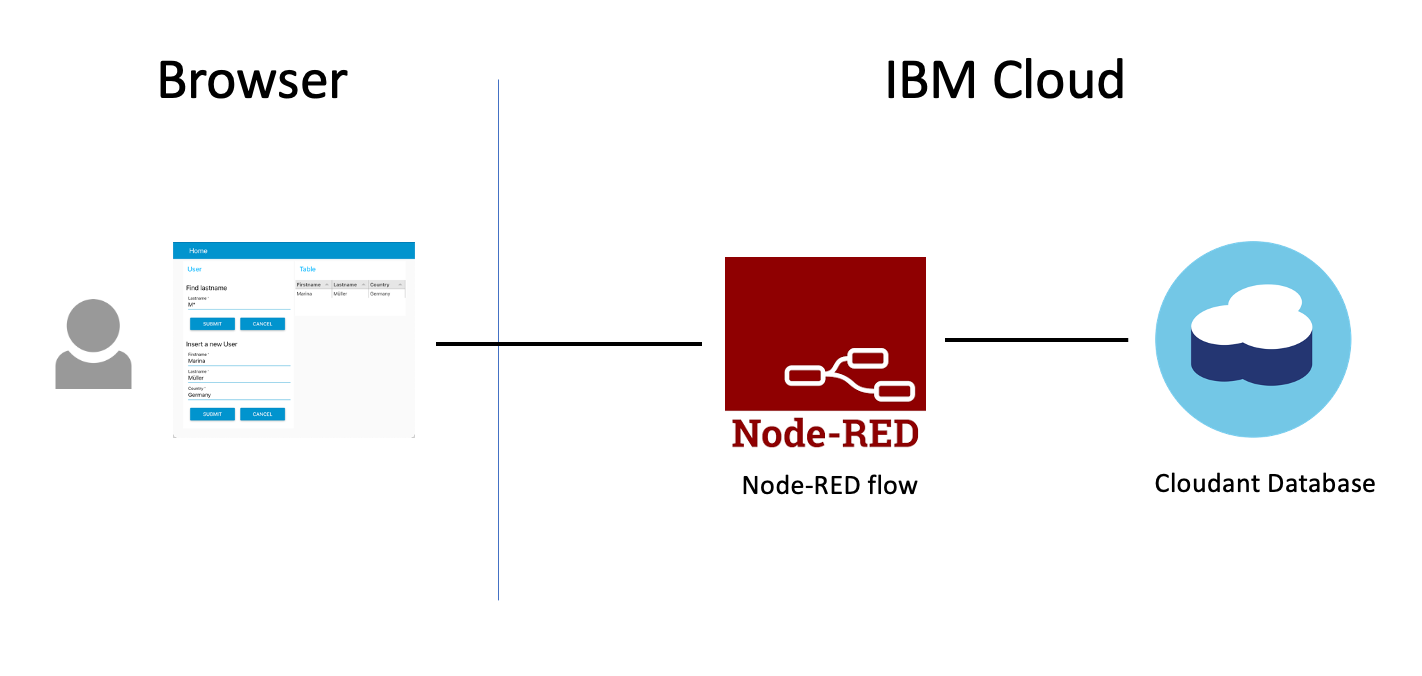 Browser
IBM Cloud
Home
User
Table
Find lastname
Lastname *
M*
SUBMIT CANCEL
Insert a new User
Firstname *
Marina
Lastname *
Müller
Country *
Germany
SUBMIT CANCEL
Firstname Lastname Country
Marina Müller Germany
Node-RED
Node-RED flow
Cloudant Database